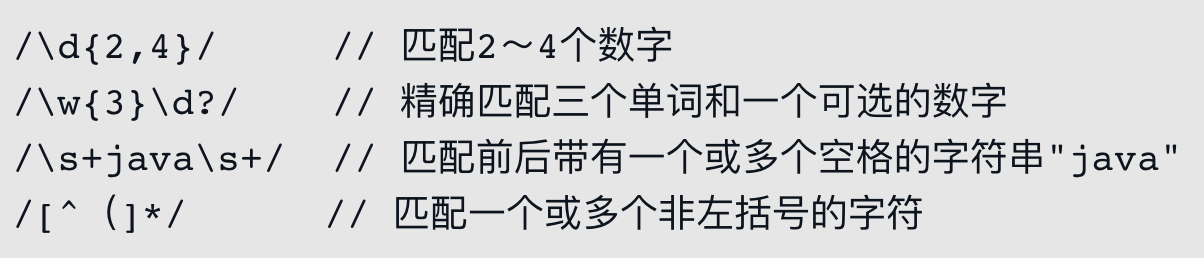 /\d{2,4}/ // 匹配2～4个数字
/\w{3}\d?/ // 精确匹配三个单词和一个可选的数字
/\s+java\s+/ // 匹配前后带有一个或多个空格的字符串"java"
/[^（]*/ // 匹配一个或多个非左括号的字符